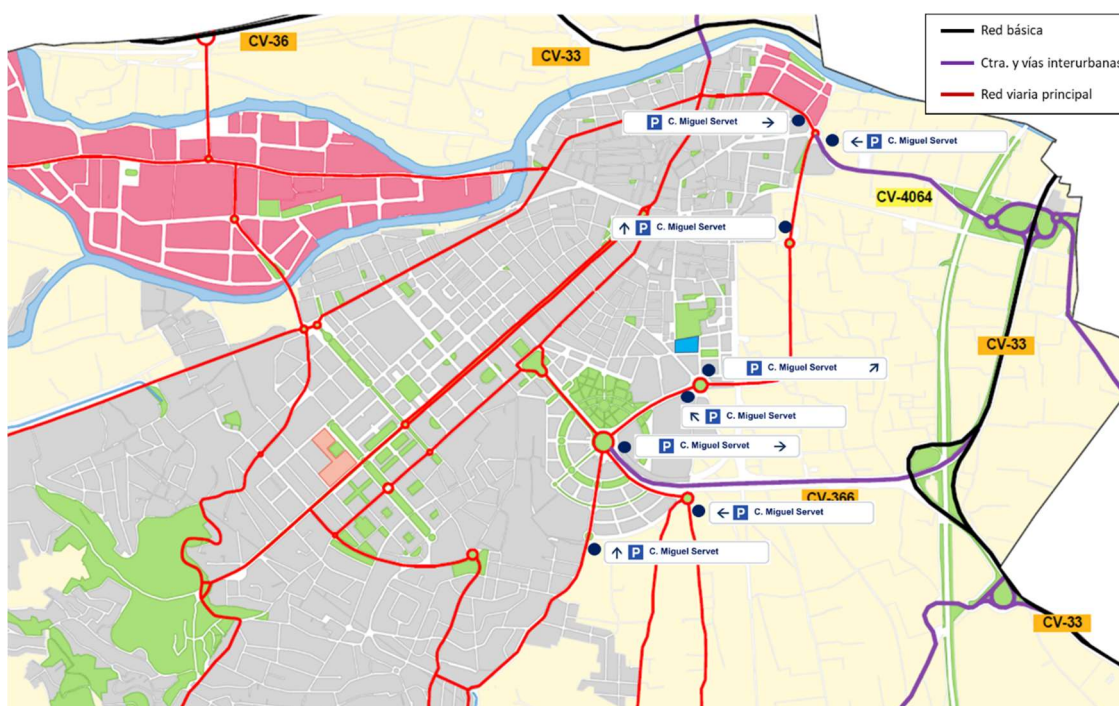 Red básica
CV-36
CV-33
Ctra. y vías interurbanas
Red viaria principal
P C. Miguel Servet →
← P C. Miguel Servet
CV-4064
↑ P C. Miguel Servet
CV-33
P C. Miguel Servet ↗
↖ P C. Miguel Servet
P C. Miguel Servet →
CV-366
← P C. Miguel Servet
↑ P C. Miguel Servet
CV-33